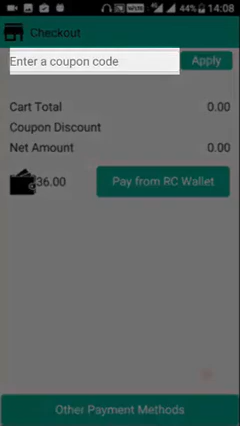 44% 14:08
Checkout
Enter a coupon code Apply
Cart Total 0.00
Coupon Discount
Net Amount 0.00
36.00 Pay from RC Wallet
Other Payment Methods